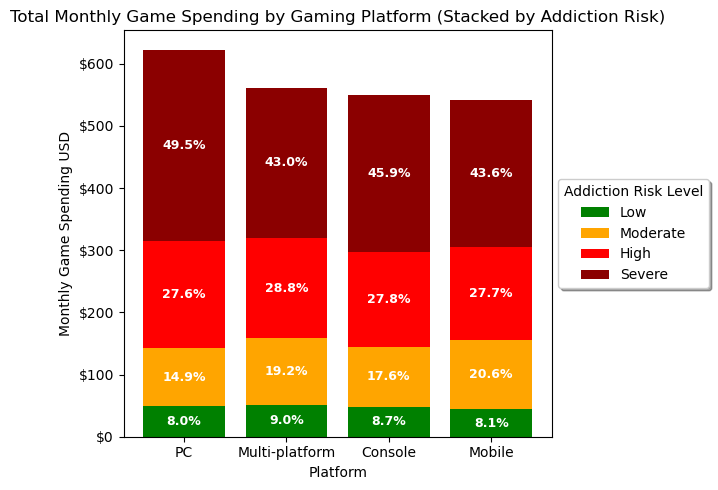 Total Monthly Game Spending by Gaming Platform (Stacked by Addiction Risk)
Monthly Game Spending USD
$600
$500
$400
$300
$200
$100
$0
49.5%
43.0%
45.9%
43.6%
27.6%
28.8%
27.8%
27.7%
14.9%
19.2%
17.6%
20.6%
8.0%
9.0%
8.7%
8.1%
PC
Multi-platform
Console
Mobile
Platform
Addiction Risk Level
Low
Moderate
High
Severe